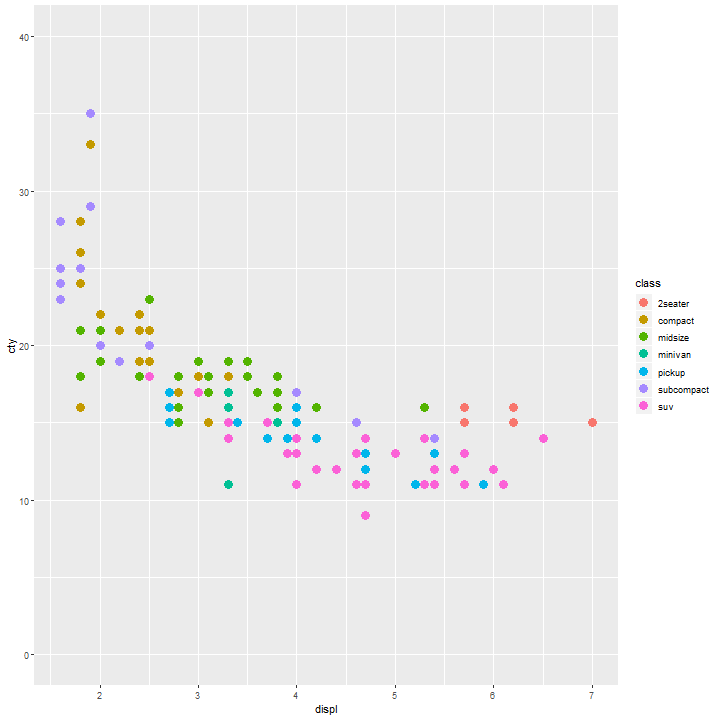 40
30
20
10
0
cty
2 3 4 5 6 7
displ
class
2seater
compact
midsize
minivan
pickup
subcompact
suv